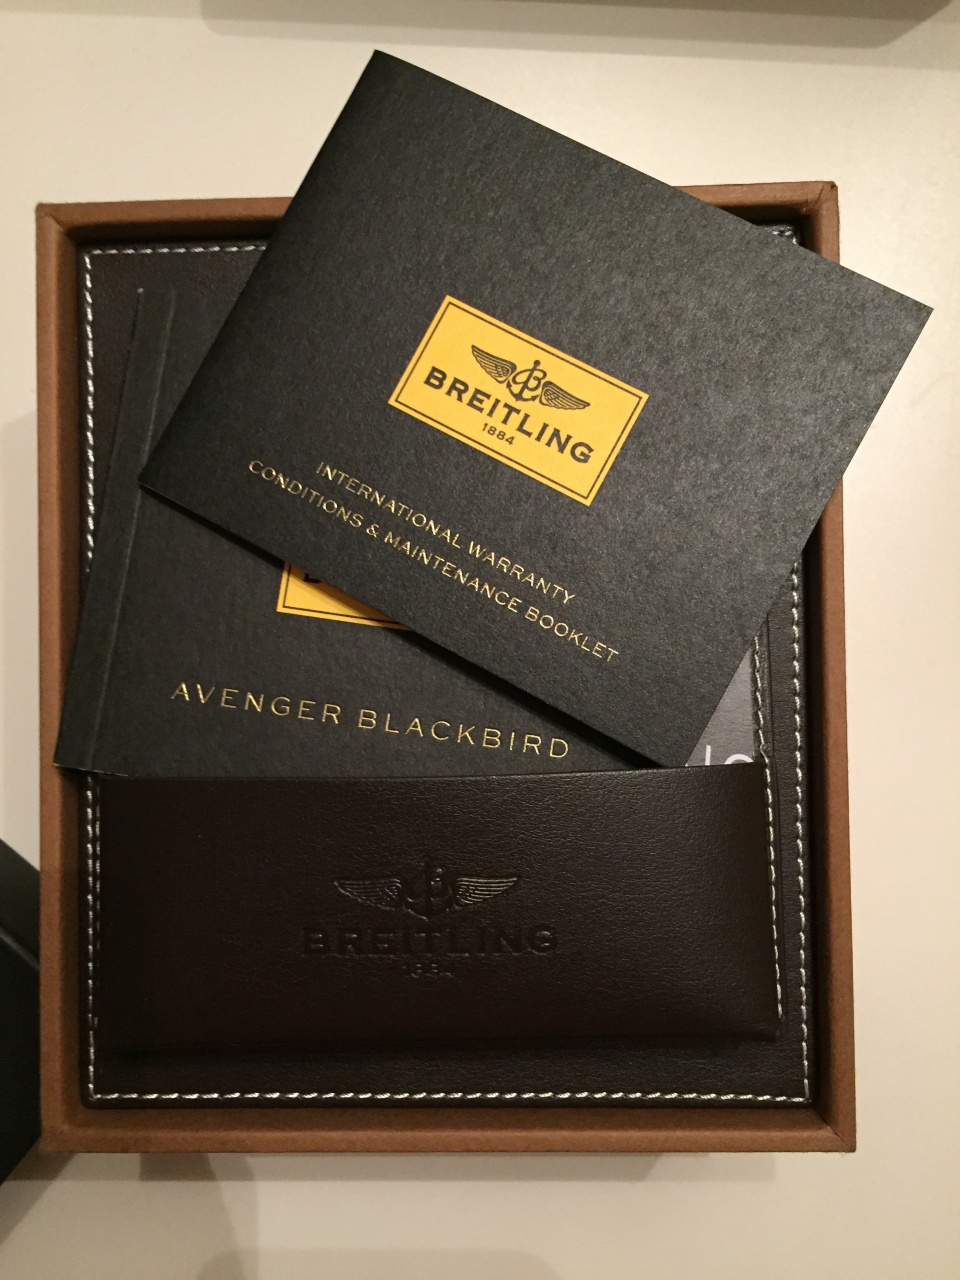 BREITLING
1884
INTERNATIONAL WARRANTY
CONDITIONS & MAINTENANCE BOOKLET
AVENGER BLACKBIRD
BREITLING
1884